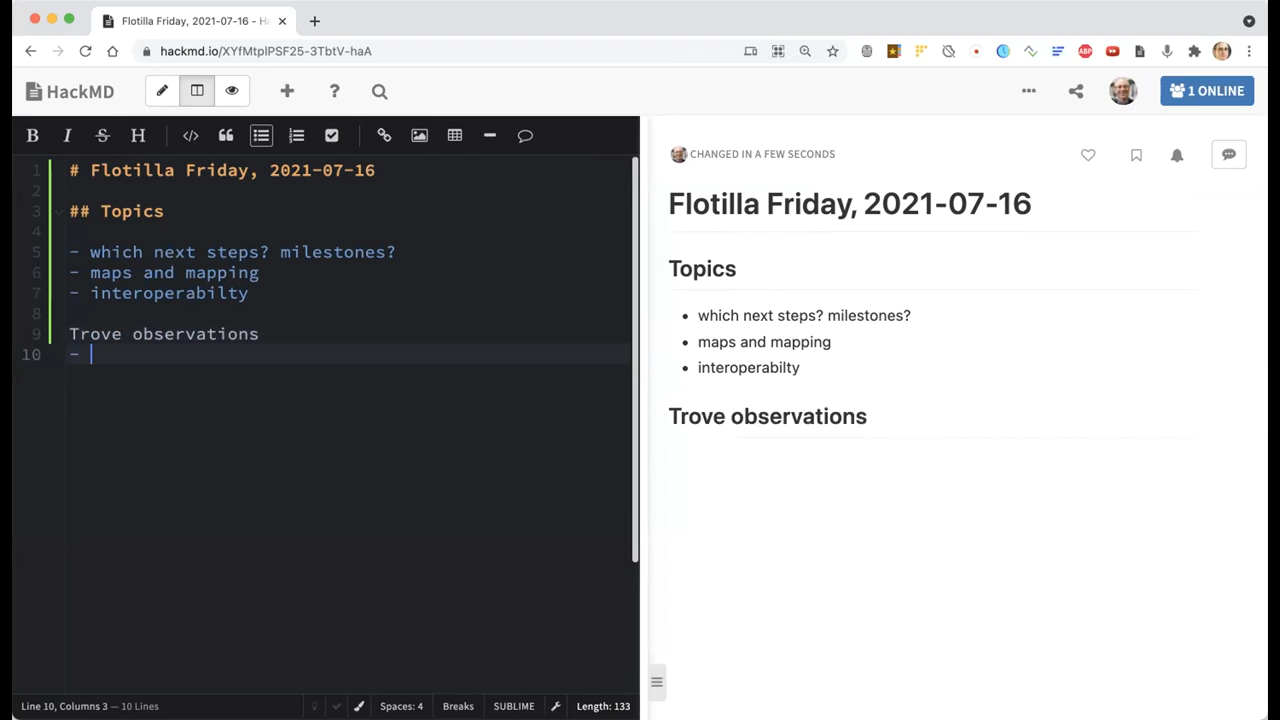 Flotilla Friday, 2021-07-16 - Ha
hackmd.io/XYfMtplPSF25-3TbtV-haA
ABP
HackMD
1 ONLINE
B I S H
1 # Flotilla Friday, 2021-07-16
2
3 ## Topics
4
5 - which next steps? milestones?
6 - maps and mapping
7 - interoperabilty
8
9 Trove observations
10 -
Line 10, Columns 3 — 10 Lines
Spaces: 4
Breaks
SUBLIME
Length: 133
CHANGED IN A FEW SECONDS
Flotilla Friday, 2021-07-16
Topics
• which next steps? milestones?
• maps and mapping
• interoperabilty
Trove observations